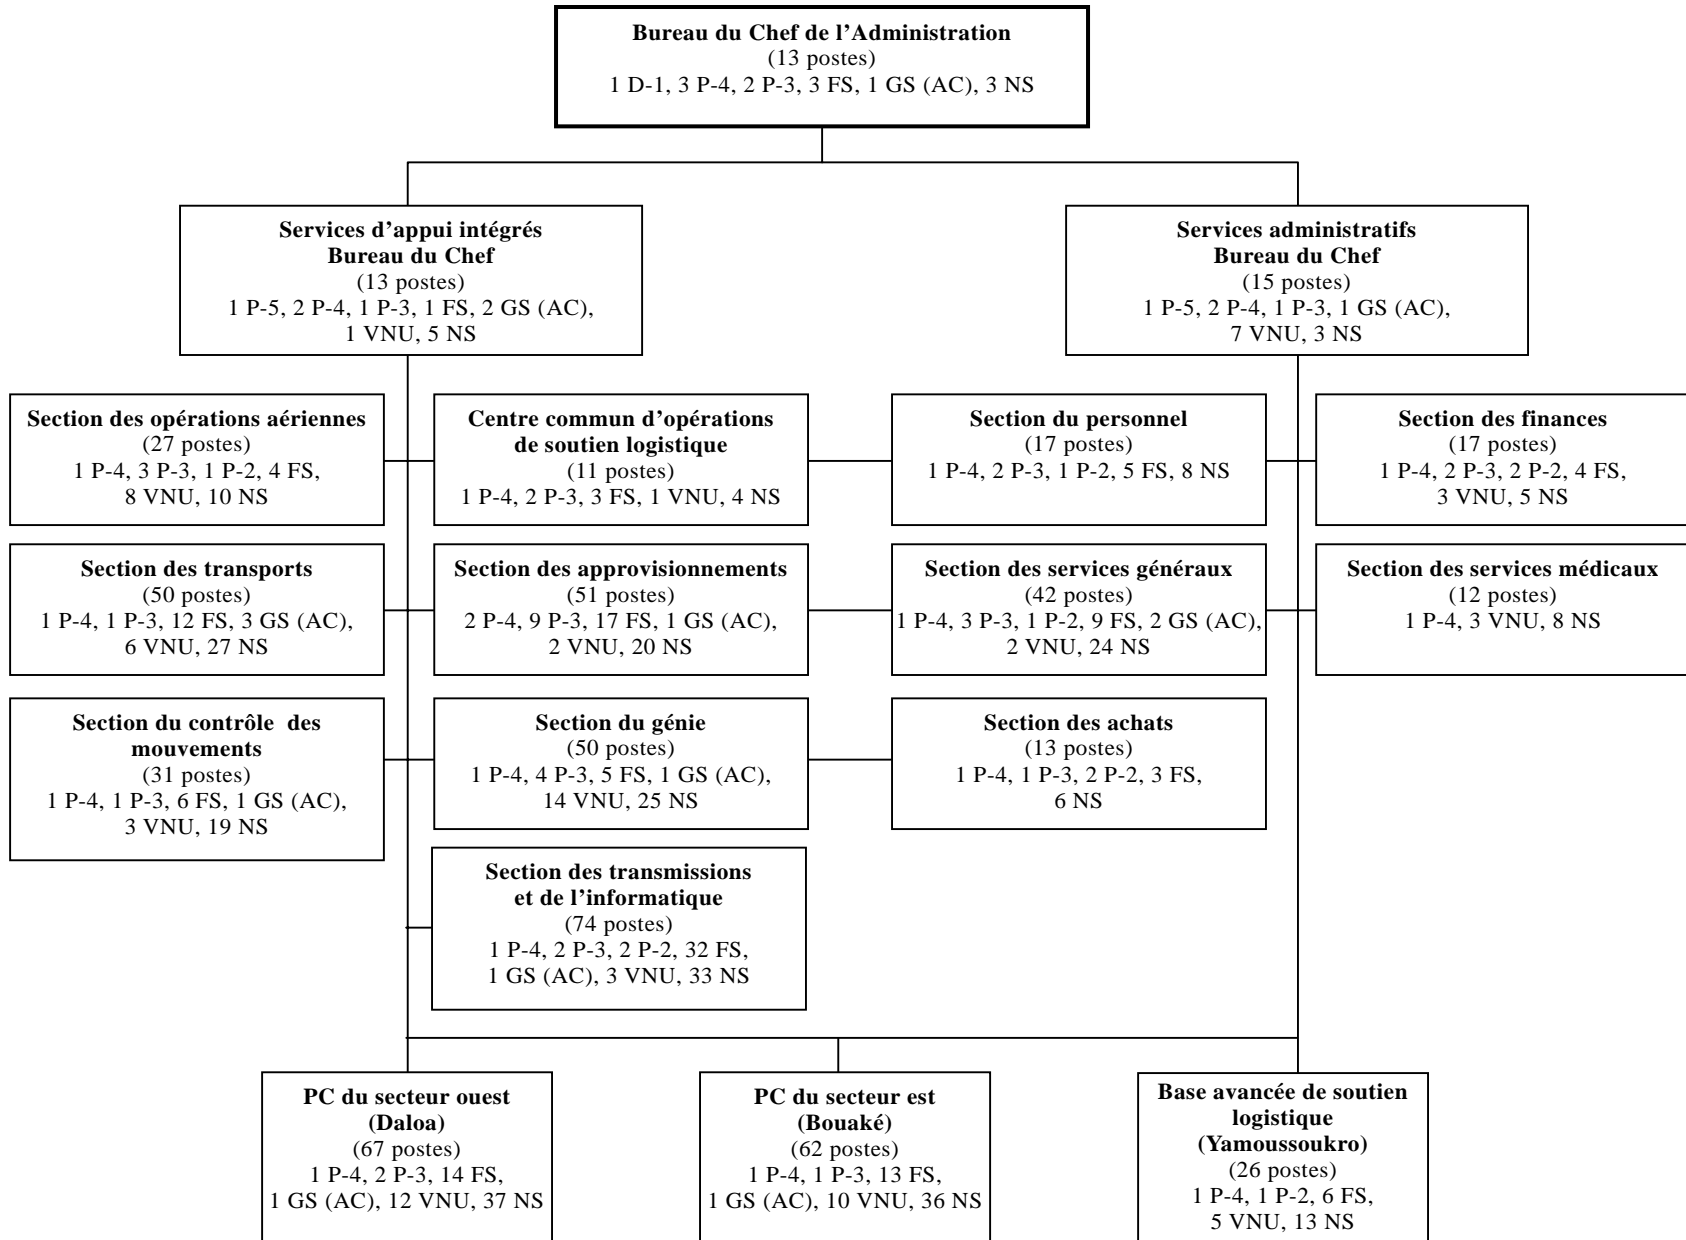 Bureau du Chef de l’Administration
(13 postes)
1 D-1, 3 P-4, 2 P-3, 3 FS, 1 GS (AC), 3 NS
Services d’appui intégrés
Bureau du Chef
(13 postes)
1 P-5, 2 P-4, 1 P-3, 1 FS, 2 GS (AC),
1 VNU, 5 NS
Services administratifs
Bureau du Chef
(15 postes)
1 P-5, 2 P-4, 1 P-3, 1 GS (AC),
7 VNU, 3 NS
Section des opérations aériennes
(27 postes)
1 P-4, 3 P-3, 1 P-2, 4 FS,
8 VNU, 10 NS
Centre commun d’opérations
de soutien logistique
(11 postes)
1 P-4, 2 P-3, 3 FS, 1 VNU, 4 NS
Section du personnel
(17 postes)
1 P-4, 2 P-3, 1 P-2, 5 FS, 8 NS
Section des finances
(17 postes)
1 P-4, 2 P-3, 2 P-2, 4 FS,
3 VNU, 5 NS
Section des transports
(50 postes)
1 P-4, 1 P-3, 12 FS, 3 GS (AC),
6 VNU, 27 NS
Section des approvisionnements
(51 postes)
2 P-4, 9 P-3, 17 FS, 1 GS (AC),
2 VNU, 20 NS
Section des services généraux
(42 postes)
1 P-4, 3 P-3, 1 P-2, 9 FS, 2 GS (AC),
2 VNU, 24 NS
Section des services médicaux
(12 postes)
1 P-4, 3 VNU, 8 NS
Section du contrôle des
mouvements
(31 postes)
1 P-4, 1 P-3, 6 FS, 1 GS (AC),
3 VNU, 19 NS
Section du génie
(50 postes)
1 P-4, 4 P-3, 5 FS, 1 GS (AC),
14 VNU, 25 NS
Section des achats
(13 postes)
1 P-4, 1 P-3, 2 P-2, 3 FS,
6 NS
Section des transmissions
et de l’informatique
(74 postes)
1 P-4, 2 P-3, 2 P-2, 32 FS,
1 GS (AC), 3 VNU, 33 NS
PC du secteur ouest
(Daloa)
(67 postes)
1 P-4, 2 P-3, 14 FS,
1 GS (AC), 12 VNU, 37 NS
PC du secteur est
(Bouaké)
(62 postes)
1 P-4, 1 P-3, 13 FS,
1 GS (AC), 10 VNU, 36 NS
Base avancée de soutien
logistique
(Yamoussoukro)
(26 postes)
1 P-4, 1 P-2, 6 FS,
5 VNU, 13 NS